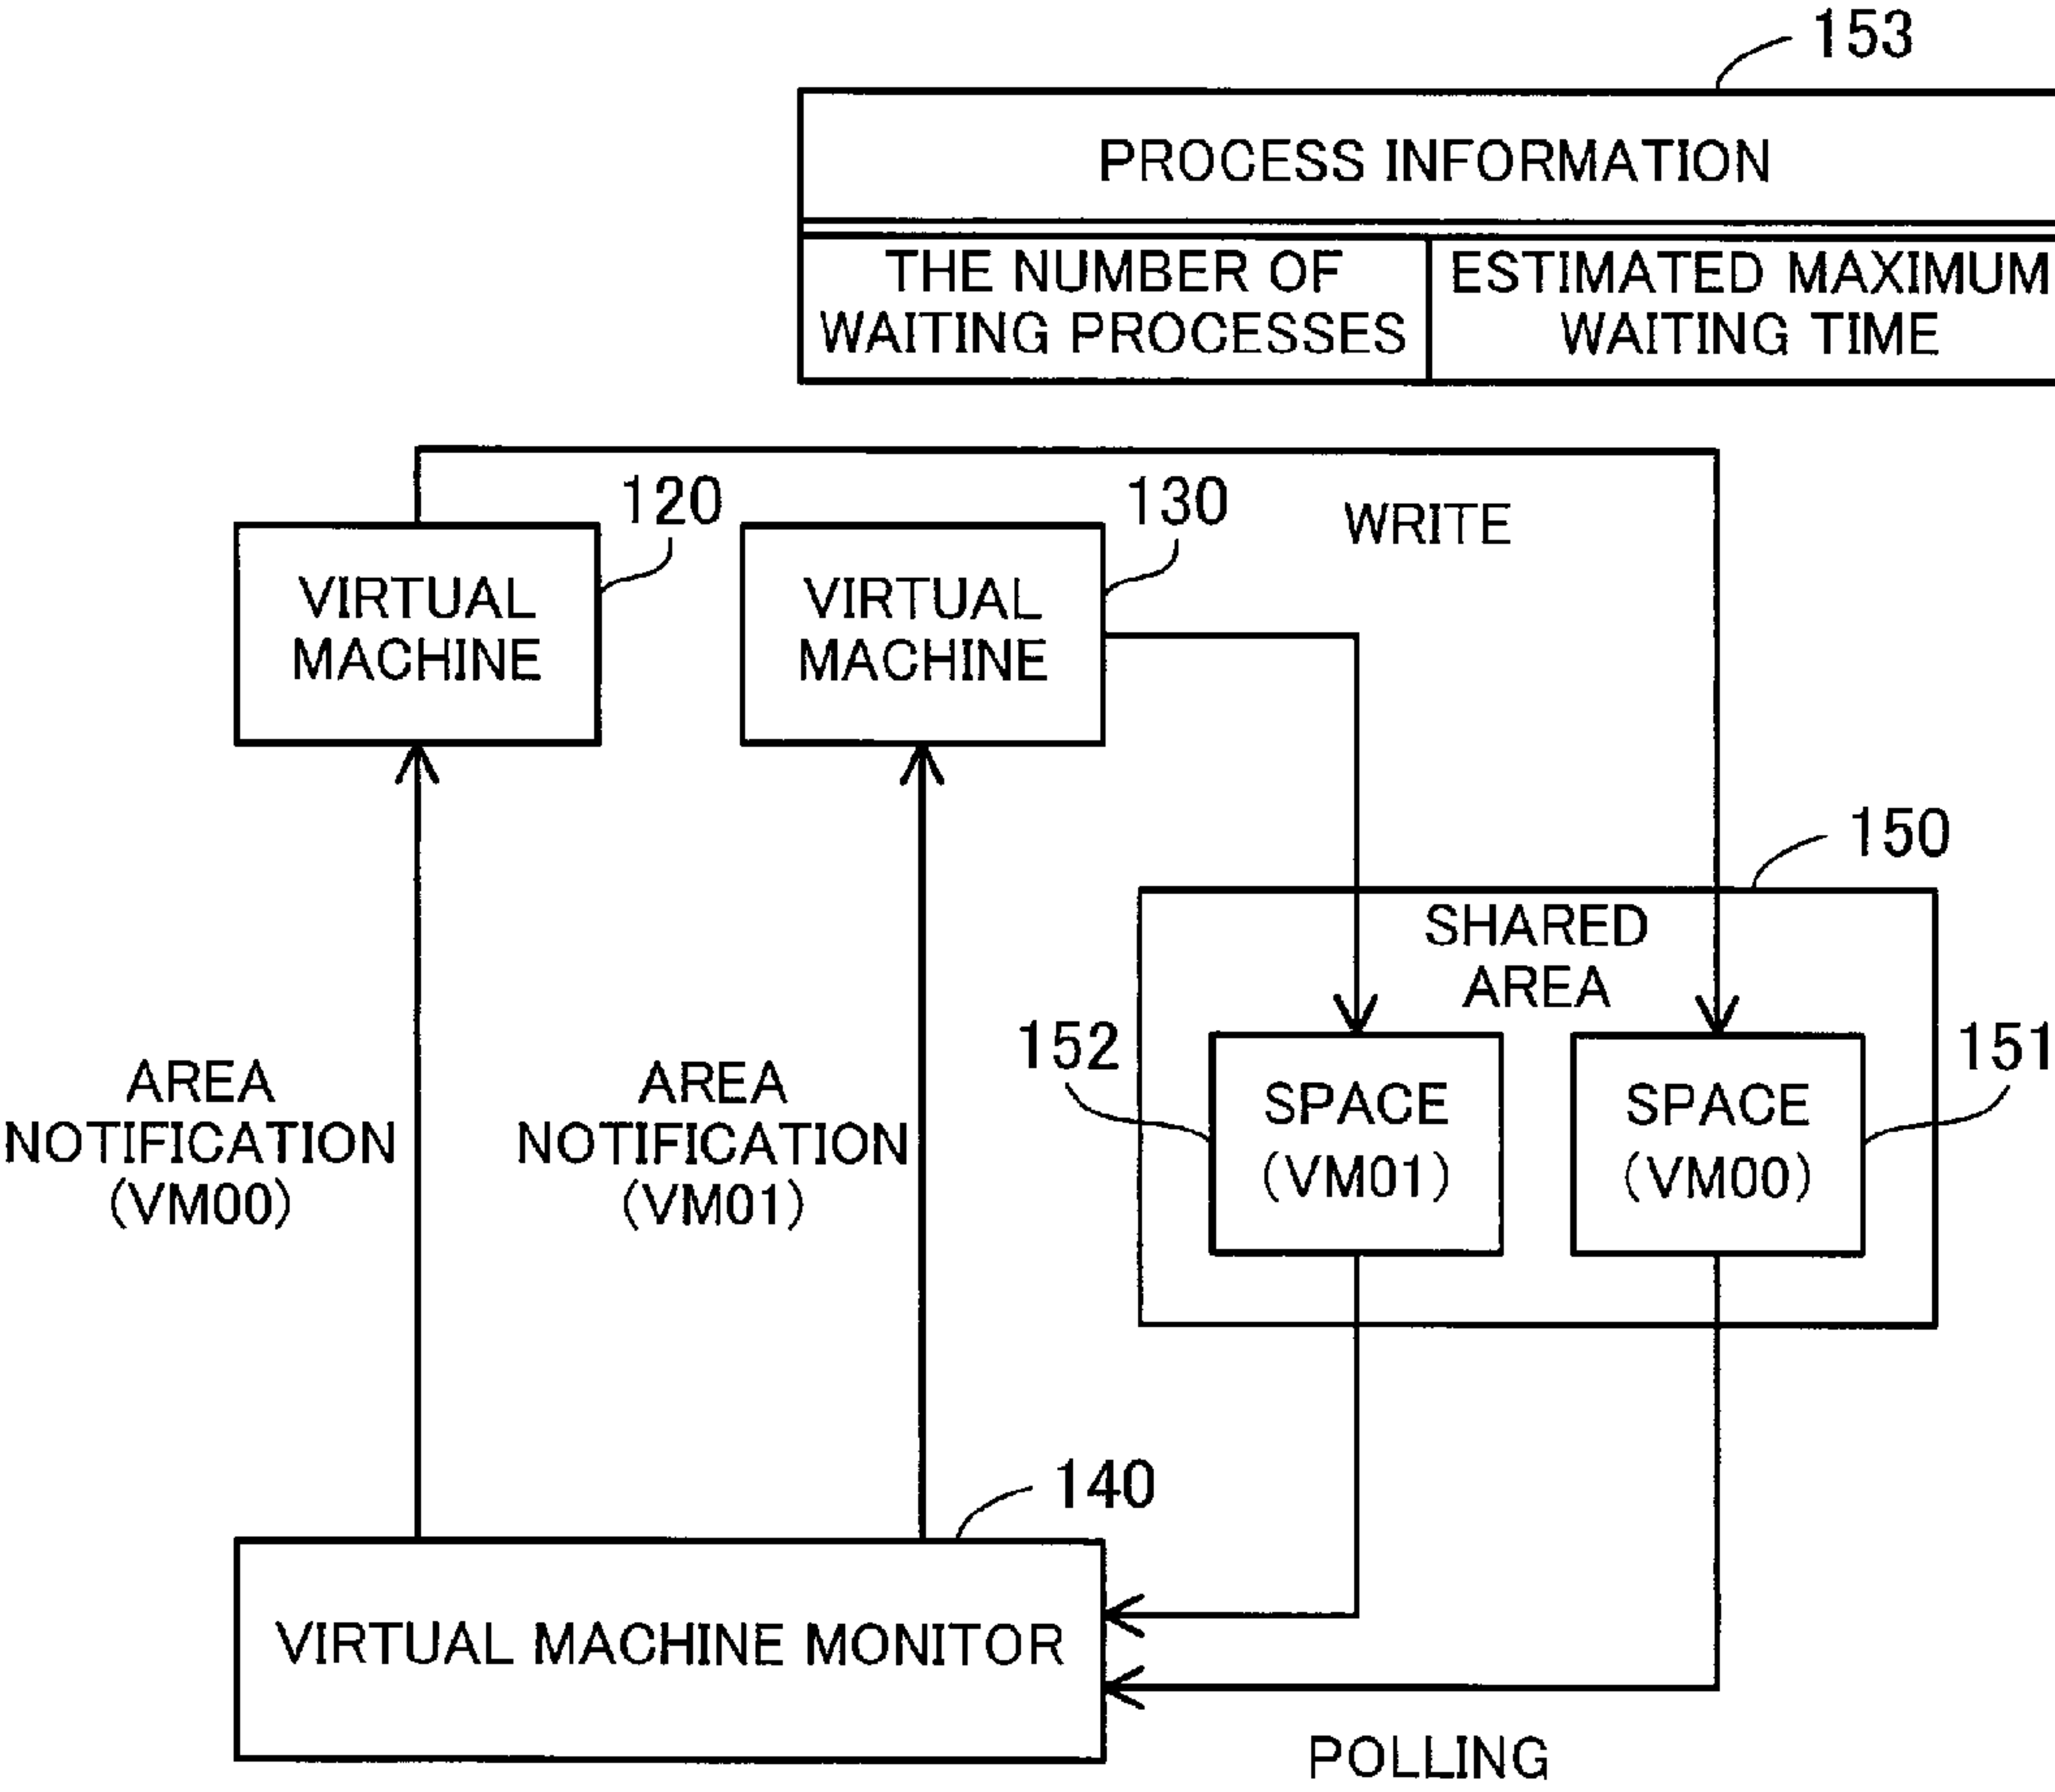 153
PROCESS INFORMATION
THE NUMBER OF
WAITING PROCESSES
ESTIMATED MAXIMUM
WAITING TIME
120
130
WRITE
VIRTUAL
MACHINE
VIRTUAL
MACHINE
150
SHARED
AREA
152
151
SPACE
(VM01)
SPACE
(VM00)
AREA
NOTIFICATION
(VM00)
AREA
NOTIFICATION
(VM01)
140
VIRTUAL MACHINE MONITOR
POLLING